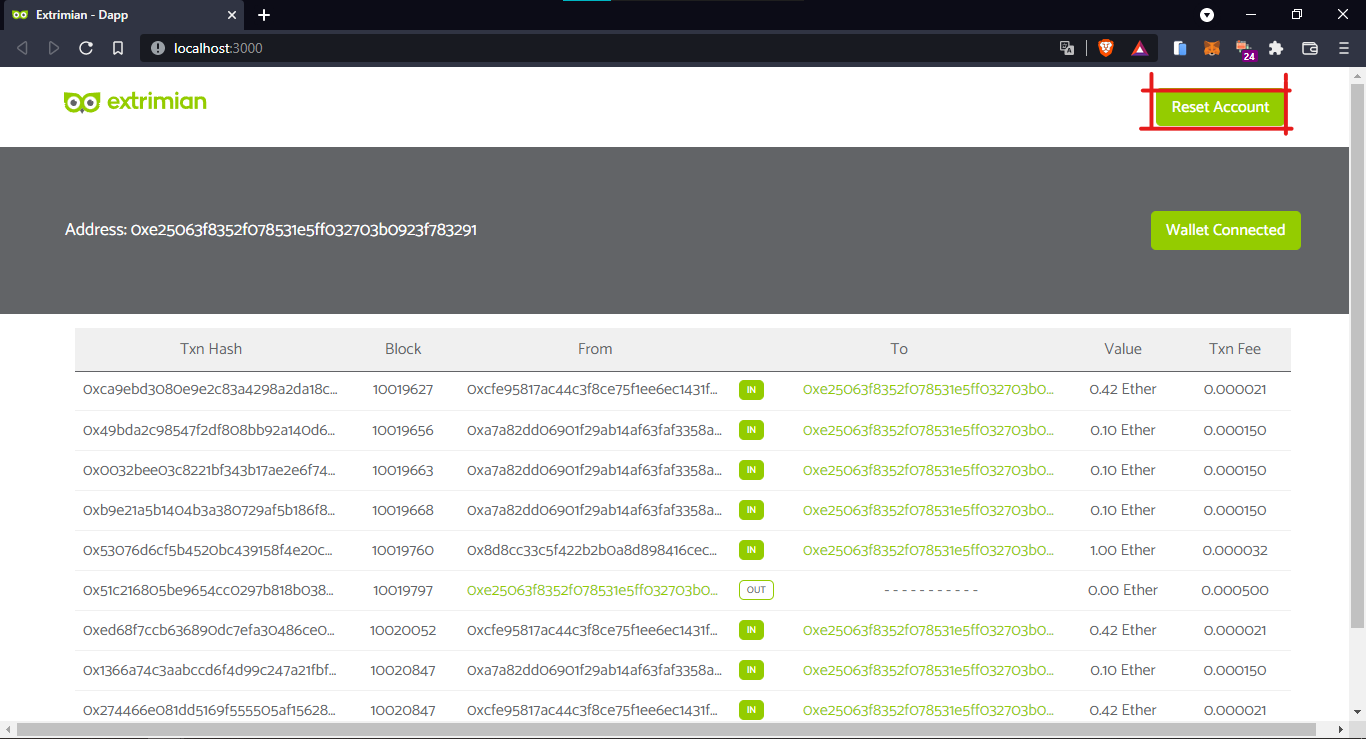 Extrimian - Dapp
localhost:3000
24
extrimian
Reset Account
Address: 0xe25063f8352f078531e5ff032703b0923f783291
Wallet Connected
Txn Hash Block From To Value Txn Fee
0xca9ebd3080e9e2c83a4298a2da18c... 10019627 0xcfe95817ac44c3f8ce75f1ee6ec1431f... IN 0xe25063f8352f078531e5ff032703b0... 0.42 Ether 0.000021
0x49bda2c98547f2df808bb92a140d6... 10019656 0xa7a82dd06901f29ab14af63faf3358a... IN 0xe25063f8352f078531e5ff032703b0... 0.10 Ether 0.000150
0x0032bee03c8221bf343b17ae2e6f74... 10019663 0xa7a82dd06901f29ab14af63faf3358a... IN 0xe25063f8352f078531e5ff032703b0... 0.10 Ether 0.000150
0xb9e21a5b1404b3a380729af5b186f8... 10019668 0xa7a82dd06901f29ab14af63faf3358a... IN 0xe25063f8352f078531e5ff032703b0... 0.10 Ether 0.000150
0x53076d6cf5b4520bc439158f4e20c... 10019760 0x8d8cc33c5f422b2b0a8d898416cec... IN 0xe25063f8352f078531e5ff032703b0... 1.00 Ether 0.000032
0x51c216805be9654cc0297b818b038... 10019797 0xe25063f8352f078531e5ff032703b0... OUT - - - - - - - - - - - 0.00 Ether 0.000500
0xed68f7ccb636890dc7efa30486ce0... 10020052 0xcfe95817ac44c3f8ce75f1ee6ec1431f... IN 0xe25063f8352f078531e5ff032703b0... 0.42 Ether 0.000021
0x1366a74c3aabccd6f4d99c247a21fbf... 10020847 0xa7a82dd06901f29ab14af63faf3358a... IN 0xe25063f8352f078531e5ff032703b0... 0.10 Ether 0.000150
0x274466e081dd5169f555505af15628... 10020847 0xcfe95817ac44c3f8ce75f1ee6ec1431f... IN 0xe25063f8352f078531e5ff032703b0... 0.42 Ether 0.000021